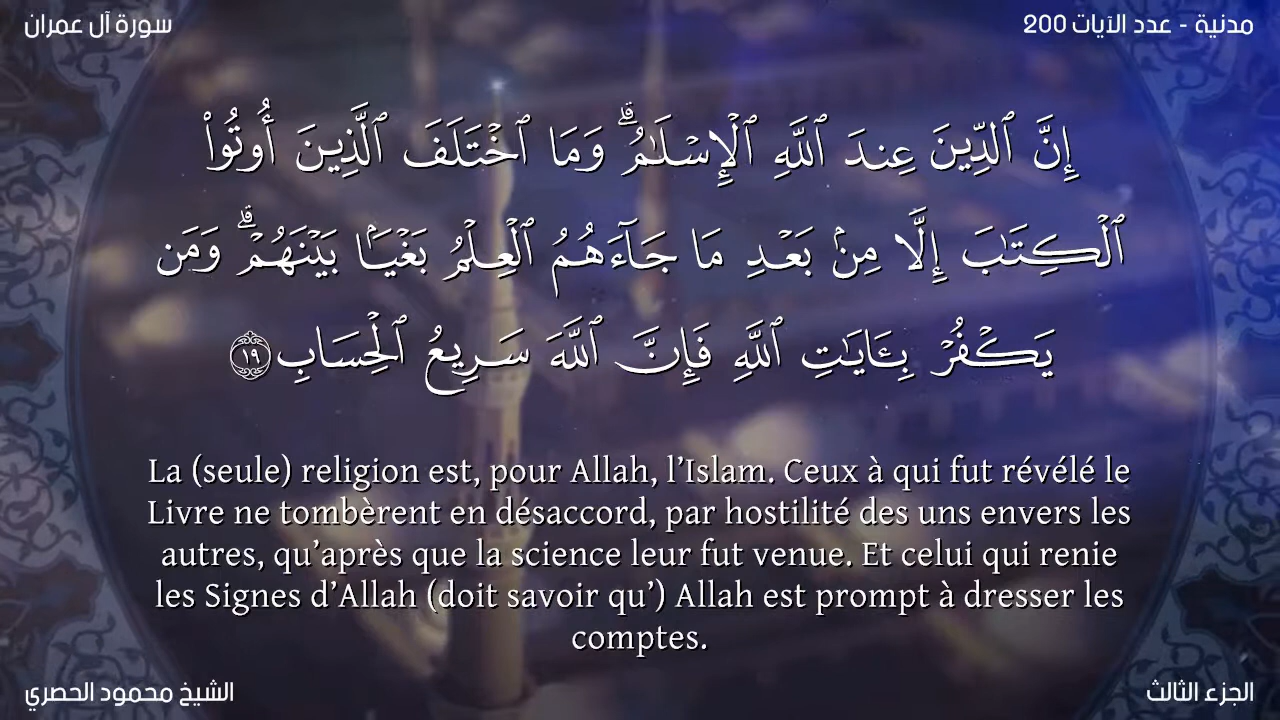 سورة آل عمران
مدنية - عدد الآيات 200
إِنَّ ٱلدِّينَ عِندَ ٱللَّهِ ٱلْإِسْلَٰمُ ۗ وَمَا ٱخْتَلَفَ ٱلَّذِينَ أُوتُوا۟
ٱلْكِتَٰبَ إِلَّا مِنۢ بَعْدِ مَا جَآءَهُمُ ٱلْعِلْمُ بَغْيًۢا بَيْنَهُمْ ۗ وَمَن
يَكْفُرْ بِـَٔايَٰتِ ٱللَّهِ فَإِنَّ ٱللَّهَ سَرِيعُ ٱلْحِسَابِ ١٩
La (seule) religion est, pour Allah, l’Islam. Ceux à qui fut révélé le
Livre ne tombèrent en désaccord, par hostilité des uns envers les
autres, qu’après que la science leur fut venue. Et celui qui renie
les Signes d’Allah (doit savoir qu’) Allah est prompt à dresser les
comptes.
الشيخ محمود الحصري
الجزء الثالث